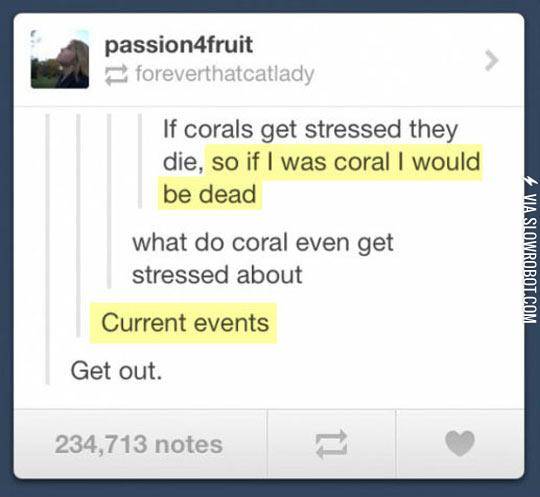 passion4fruit
foreverthatcatlady
If corals get stressed they
die, so if I was coral I would
be dead
what do coral even get
stressed about
Current events
Get out.
234,713 notes
VIA SLOWROBOT.COM